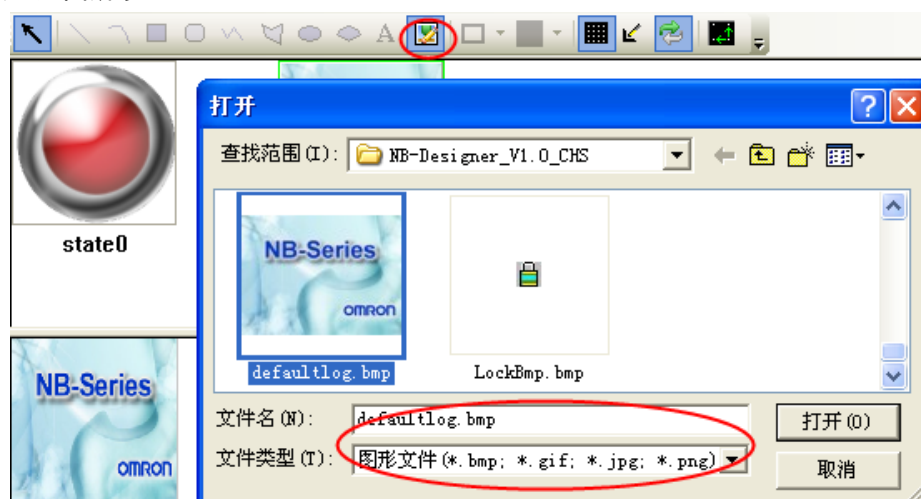 A
打开
查找范围(I): NB-Designer_V1.0_CHS
state0
NB-Series
OMRON
defaultlog.bmp
LockBmp.bmp
NB-Series
OMRON
文件名(N): defaultlog.bmp
打开(O)
文件类型(T): 图形文件(*.bmp; *.gif; *.jpg; *.png)
取消